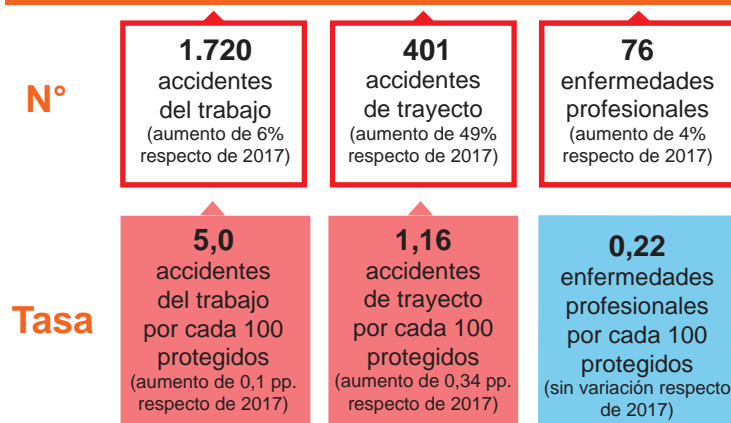 N°
1.720
accidentes
del trabajo
(aumento de 6%
respecto de 2017)
401
accidentes
de trayecto
(aumento de 49%
respecto de 2017)
76
enfermedades
profesionales
(aumento de 4%
respecto de 2017)
Tasa
5,0
accidentes
del trabajo
por cada 100
protegidos
(aumento de 0,1 pp.
respecto de 2017)
1,16
accidentes
de trayecto
por cada 100
protegidos
(aumento de 0,34 pp.
respecto de 2017)
0,22
enfermedades
profesionales
por cada 100
protegidos
(sin variación respecto
de 2017)